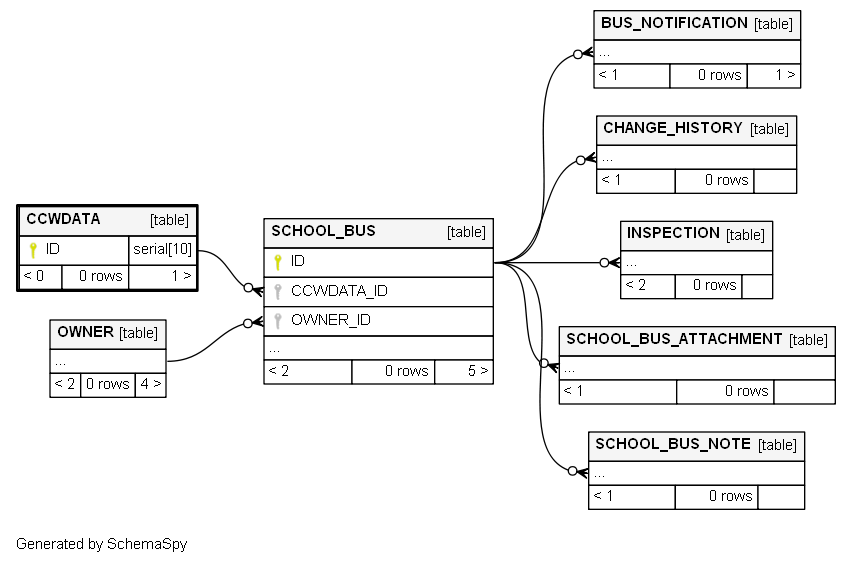 BUS_NOTIFICATION [table]
...
< 1 0 rows 1 >
CHANGE_HISTORY [table]
...
< 1 0 rows
CCWDATA [table]
ID serial[10]
< 0 0 rows 1 >
SCHOOL_BUS [table]
ID
CCWDATA_ID
OWNER_ID
...
< 2 0 rows 5 >
INSPECTION [table]
...
< 2 0 rows
OWNER [table]
...
< 2 0 rows 4 >
SCHOOL_BUS_ATTACHMENT [table]
...
< 1 0 rows
SCHOOL_BUS_NOTE [table]
...
< 1 0 rows
Generated by SchemaSpy